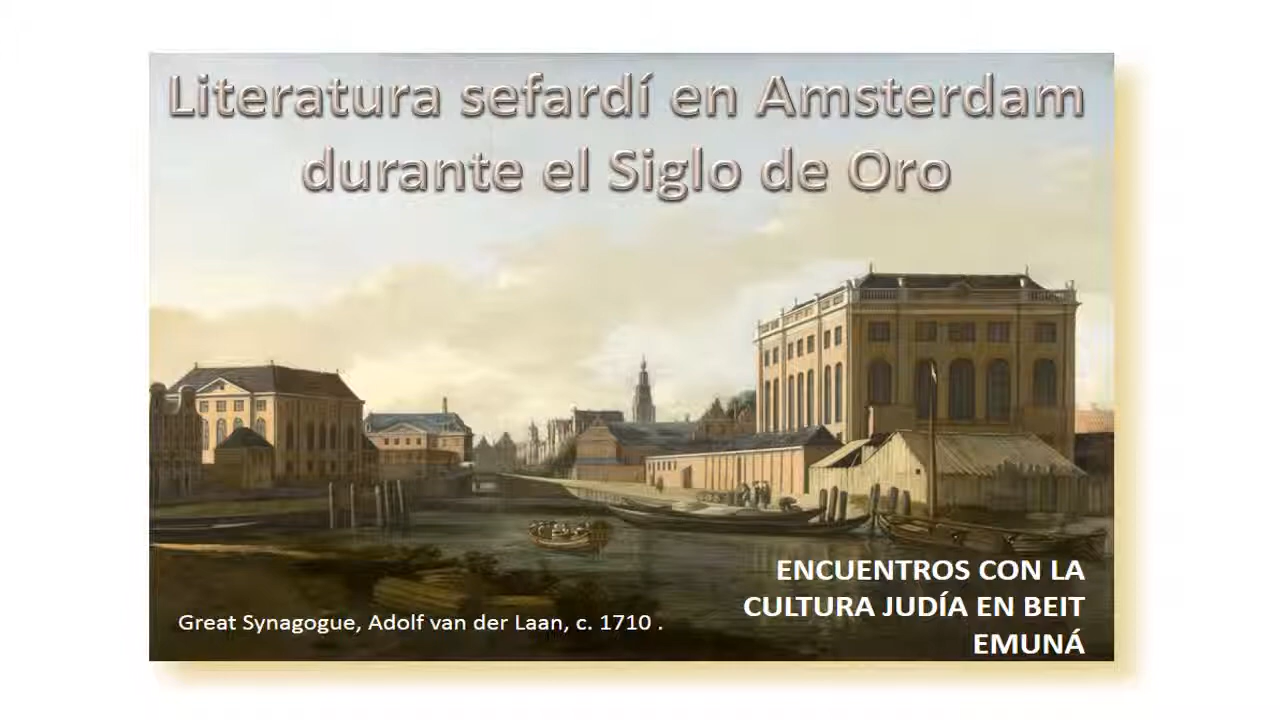 Literatura sefardí en Amsterdam
durante el Siglo de Oro
ENCUENTROS CON LA
CULTURA JUDÍA EN BEIT
EMUNÁ
Great Synagogue, Adolf van der Laan, c. 1710 .